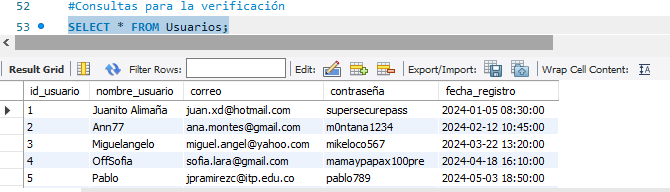 52 #Consultas para la verificación
53 SELECT * FROM Usuarios;
Result Grid Filter Rows: Edit: Export/Import: Wrap Cell Content: IA
id_usuario nombre_usuario correo contraseña fecha_registro
1 Juanito Alimaña juan.xd@hotmail.com supersecurepass 2024-01-05 08:30:00
2 Ann77 ana.montes@gmail.com m0ntana1234 2024-02-12 10:45:00
3 Miguelangelo miguel.angel@yahoo.com mikeloco567 2024-03-22 13:20:00
4 OffSofia sofia.lara@gmail.com mamaypapax100pre 2024-04-18 16:10:00
5 Pablo jpramirezc@itp.edu.co pablo789 2024-05-03 18:50:00